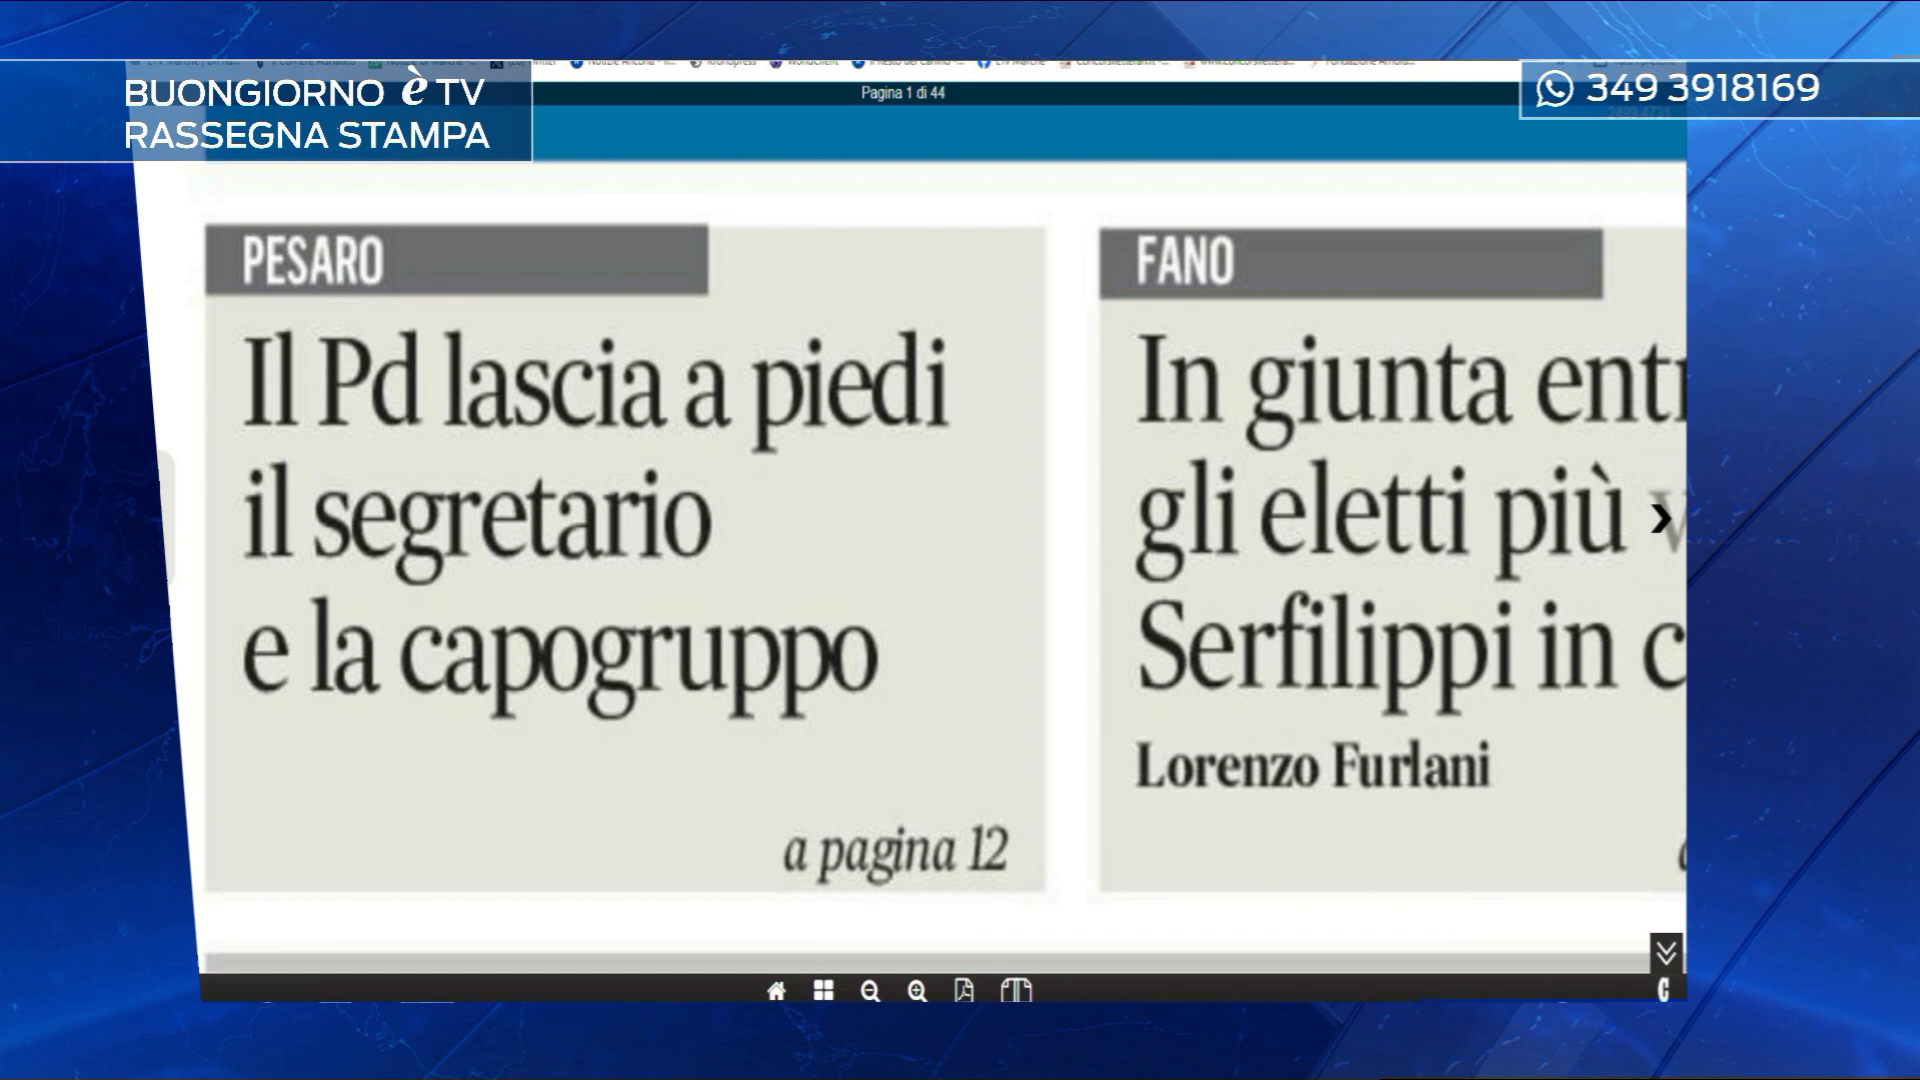 BUONGIORNO è TV
RASSEGNA STAMPA
Pagina 1 di 44
349 3918169
PESARO
Il Pd lascia a piedi
il segretario
e la capogruppo
a pagina 12
FANO
In giunta ent
gli eletti più
Serfilippi in c
Lorenzo Furlani